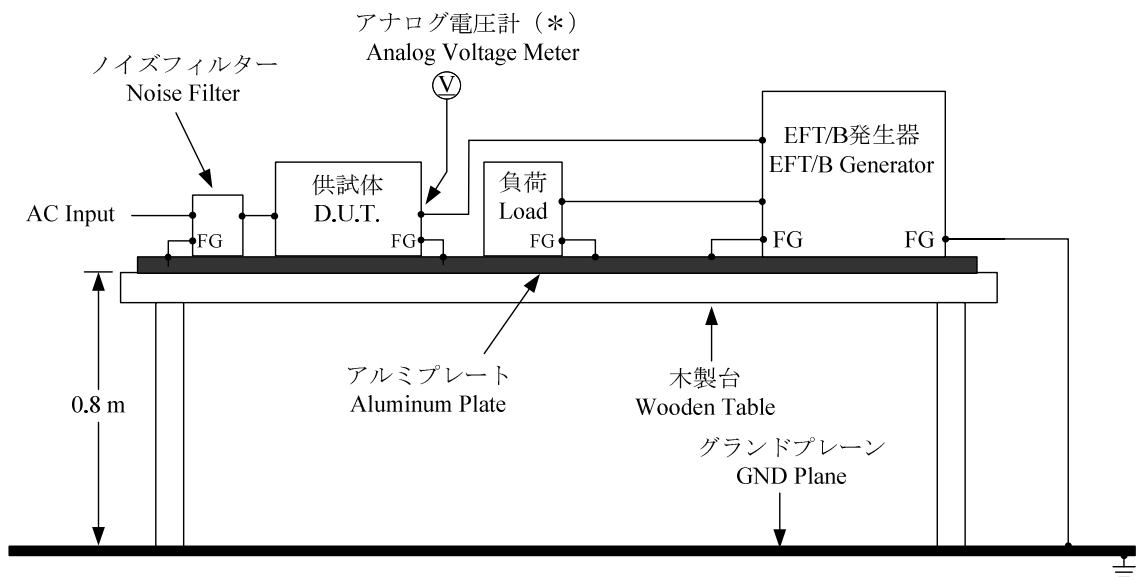 アナログ電圧計（＊）
Analog Voltage Meter
V
ノイズフィルター
Noise Filter
EFT/B発生器
EFT/B Generator
供試体
D.U.T.
負荷
Load
AC Input
FG
FG
FG
FG
FG
アルミプレート
Aluminum Plate
木製台
Wooden Table
0.8 m
グランドプレーン
GND Plane